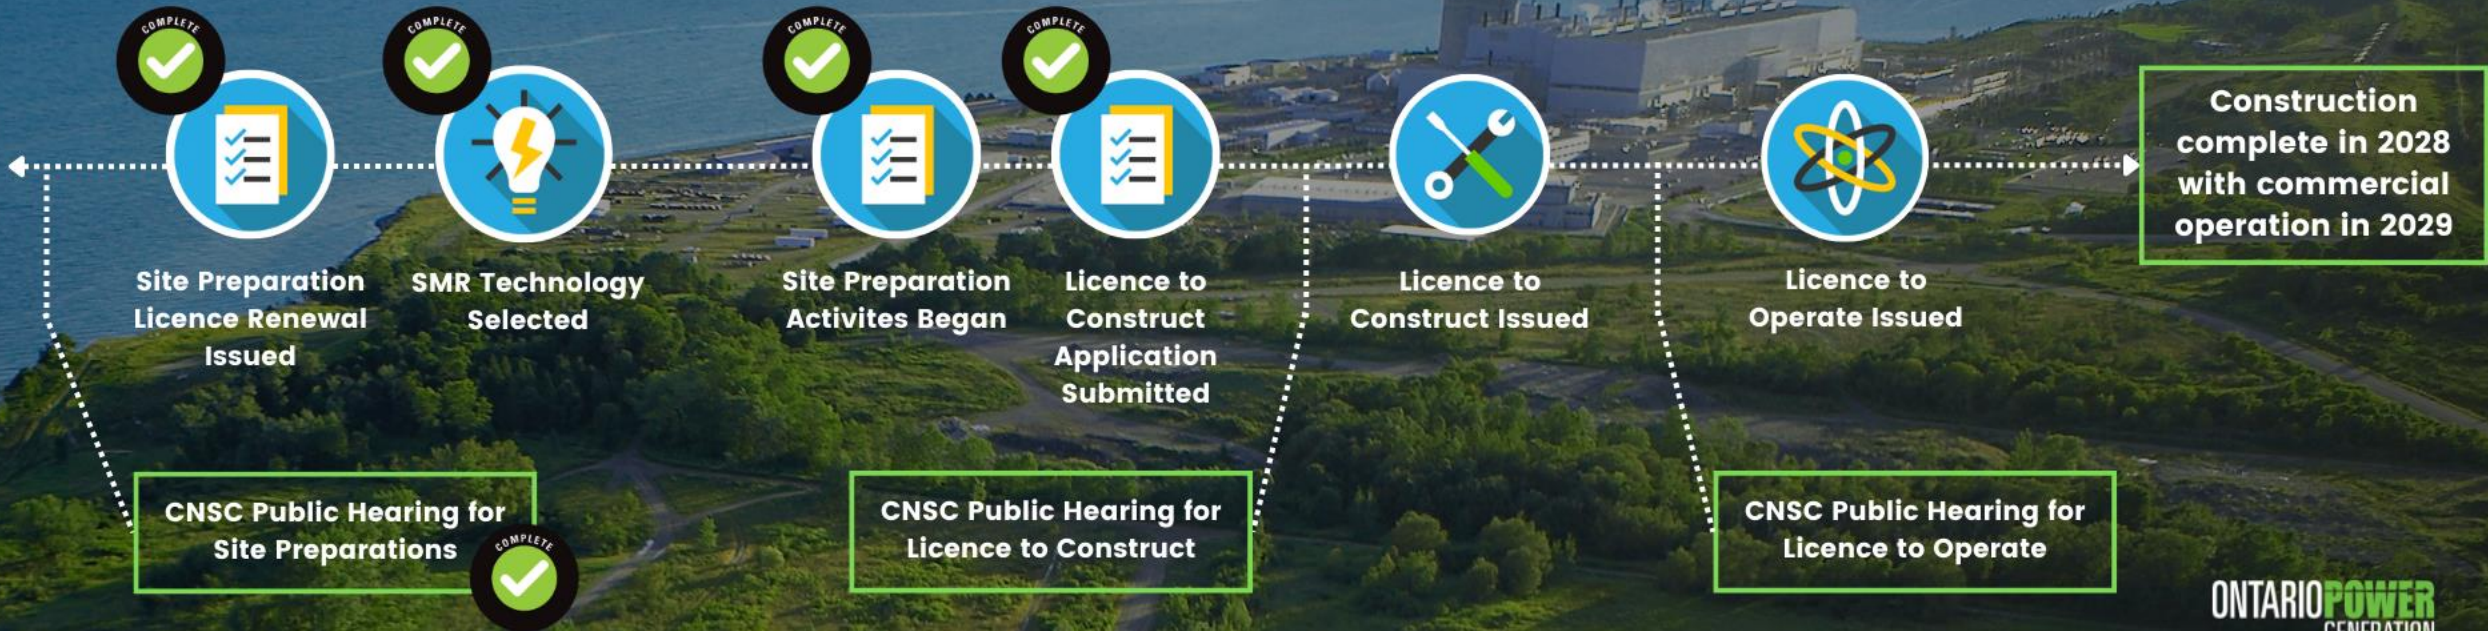 COMPLETE
COMPLETE
COMPLETE
COMPLETE
Site Preparation
Licence Renewal
Issued
SMR Technology
Selected
Site Preparation
Activites Began
Licence to
Construct
Application
Submitted
Licence to
Construct Issued
Licence to
Operate Issued
Construction
complete in 2028
with commercial
operation in 2029
CNSC Public Hearing for
Site Preparations
COMPLETE
CNSC Public Hearing for
Licence to Construct
CNSC Public Hearing for
Licence to Operate
ONTARIOPOWER
GENERATION